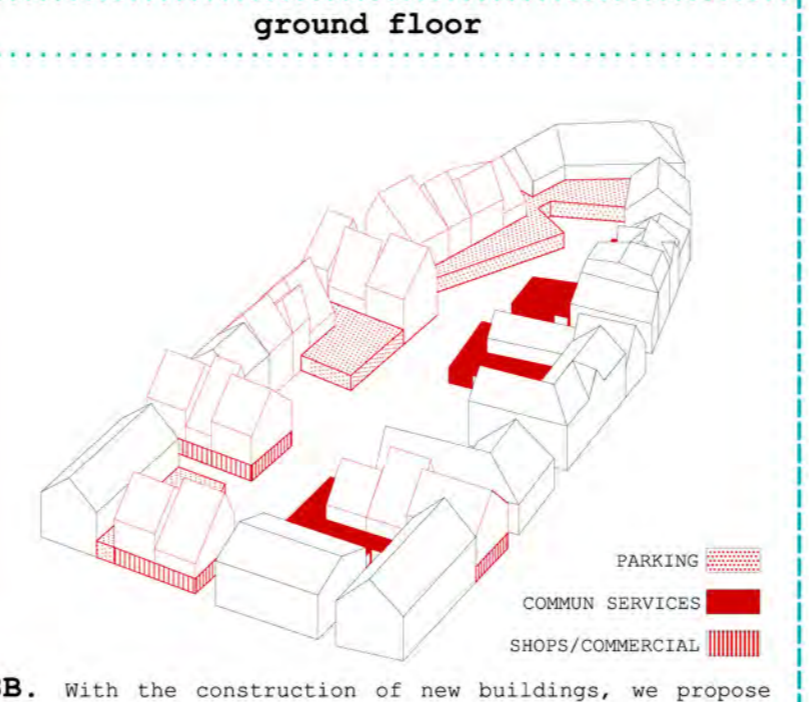 ground floor
PARKING
COMMUN SERVICES
SHOPS/COMMERCIAL
B. With the construction of new buildings, we propose